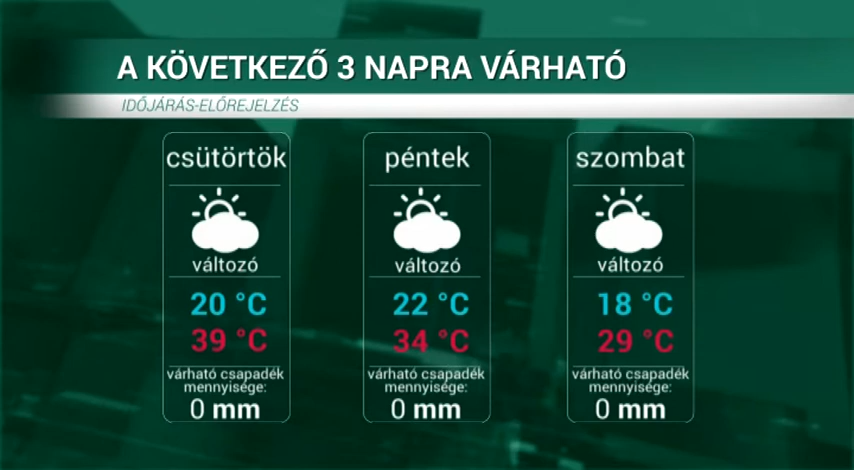 A KÖVETKEZŐ 3 NAPRA VÁRHATÓ
IDŐJÁRÁS-ELŐREJELZÉS
csütörtök
változó
20 °C
39 °C
várható csapadék
mennyisége:
0 mm
péntek
változó
22 °C
34 °C
várható csapadék
mennyisége:
0 mm
szombat
változó
18 °C
29 °C
várható csapadék
mennyisége:
0 mm